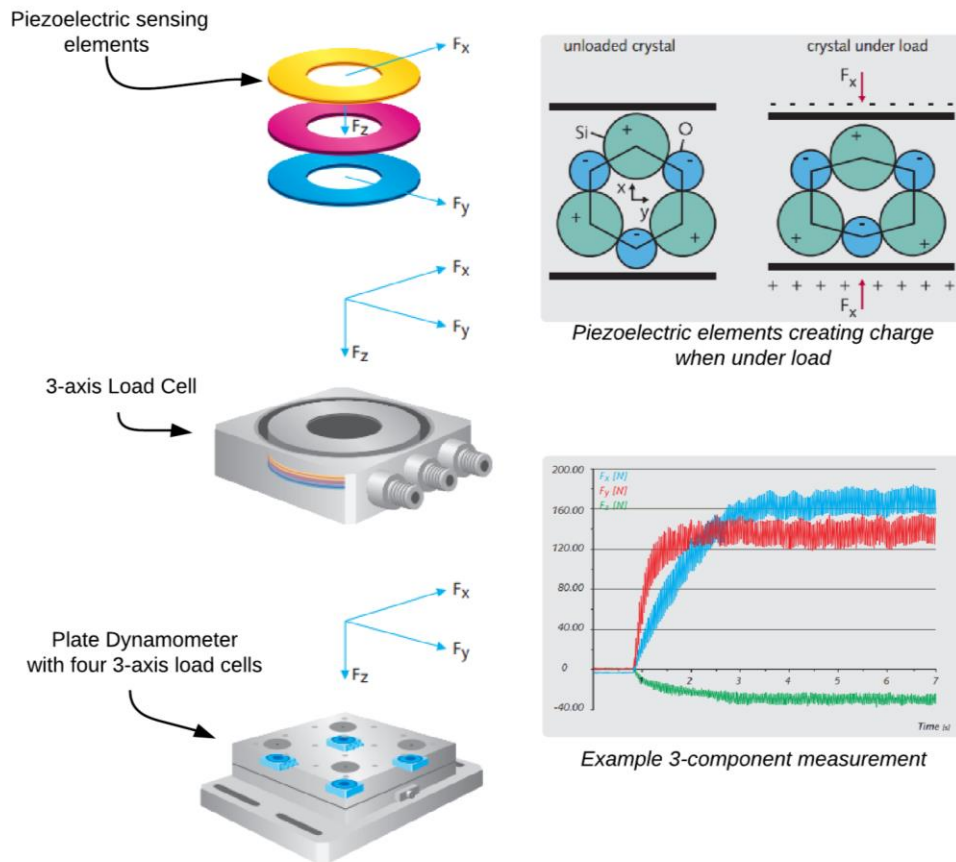 Piezoelectric sensing
elements
Fx
Fz
Fy
Fx
Fy
Fz
3-axis Load Cell
Fx
Fy
Fz
Plate Dynamometer
with four 3-axis load cells
unloaded crystal
crystal under load
Fx
- - - - - - - - -
Si
+
O
-
-
x
y
+
+
-
+
-
-
+
+
-
+ + + + + + + + +
Fx
Piezoelectric elements creating charge
when under load
200.00
Fx [N]
Fy [N]
Fz [N]
160.00
120.00
80.00
40.00
0
2
3
4
5
6
7
-40.00
Time [s]
Example 3-component measurement